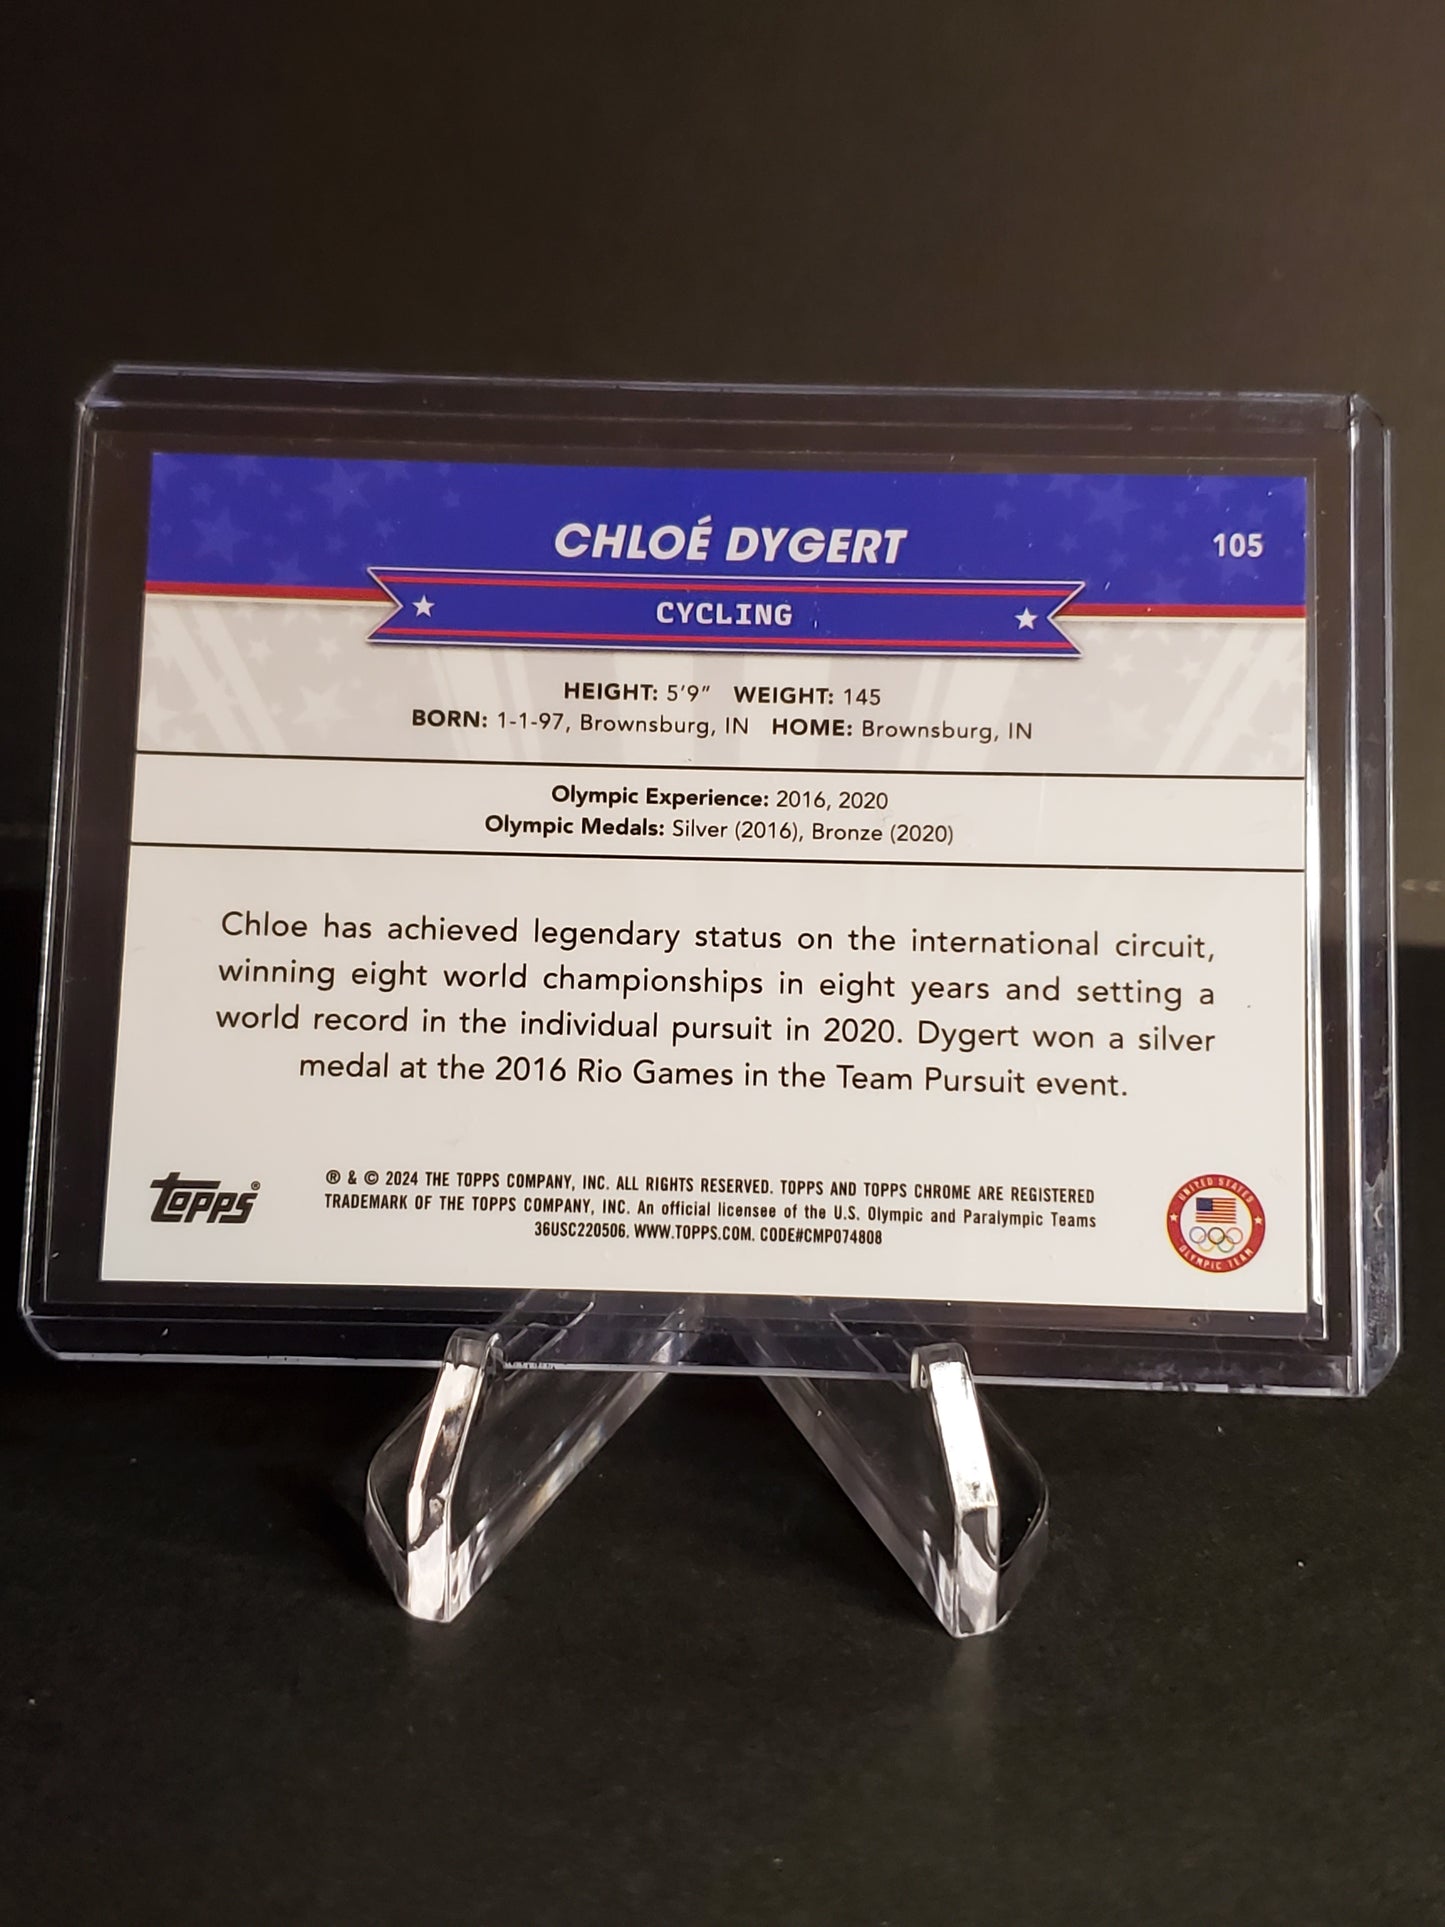 CHLOÉ DYGERT
105
CYCLING
HEIGHT: 5'9" WEIGHT: 145
BORN: 1-1-97, Brownsburg, IN HOME: Brownsburg, IN
Olympic Experience: 2016, 2020
Olympic Medals: Silver (2016), Bronze (2020)
Chloe has achieved legendary status on the international circuit,
winning eight world championships in eight years and setting a
world record in the individual pursuit in 2020. Dygert won a silver
medal at the 2016 Rio Games in the Team Pursuit event.
topps®
® & © 2024 THE TOPPS COMPANY, INC. ALL RIGHTS RESERVED. TOPPS AND TOPPS CHROME ARE REGISTERED
TRADEMARK OF THE TOPPS COMPANY, INC. An official licensee of the U.S. Olympic and Paralympic Teams
36USC220506. WWW.TOPPS.COM. CODE#CMP074808
UNITED STATES
OLYMPIC TEAM